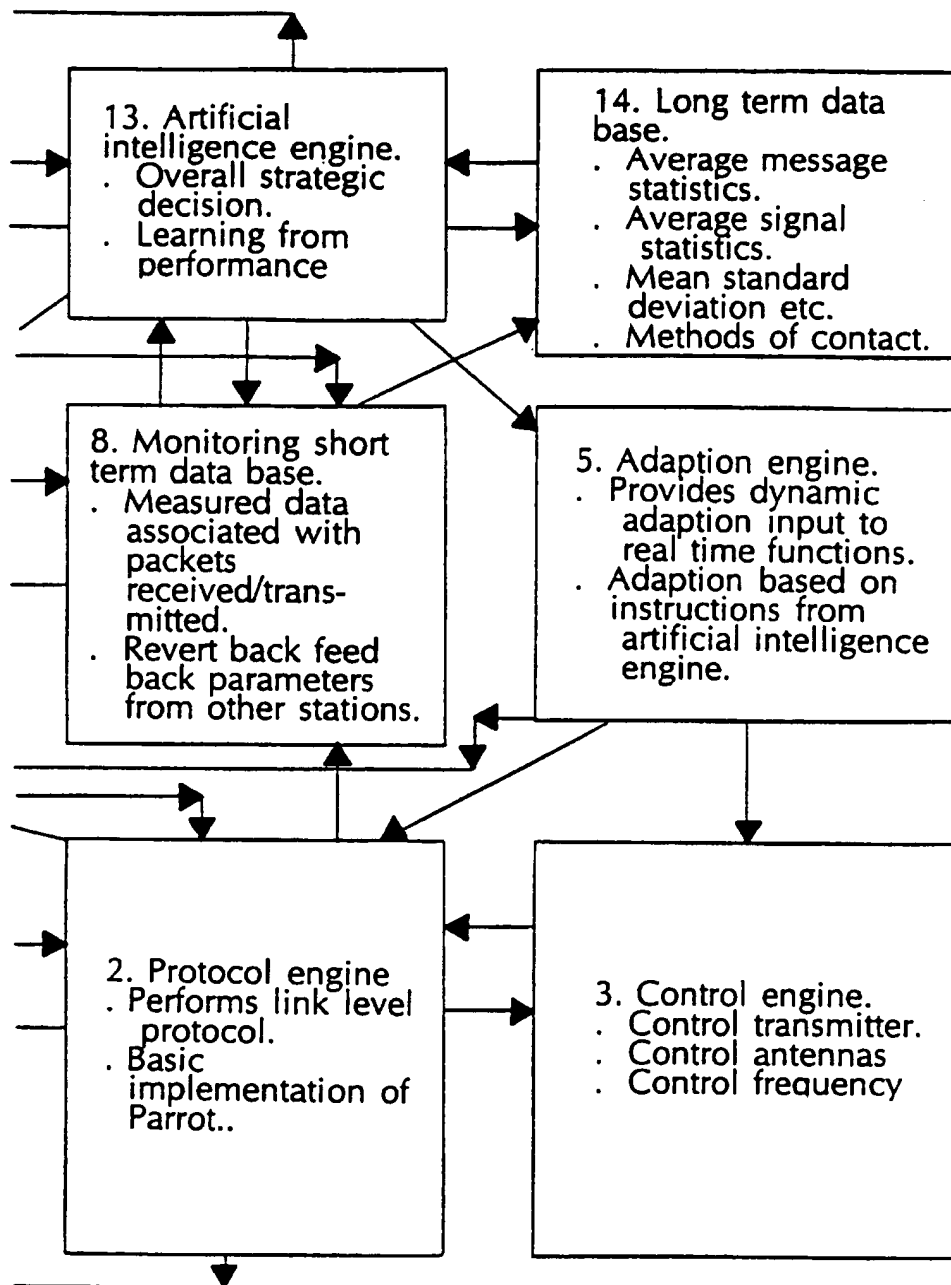 13. Artificial
intelligence engine.
. Overall strategic
decision.
. Learning from
performance
14. Long term data
base.
. Average message
statistics.
. Average signal
statistics.
. Mean standard
deviation etc.
. Methods of contact.
8. Monitoring short
term data base.
. Measured data
associated with
packets
received/trans-
mitted.
. Revert back feed
back parameters
from other stations.
5. Adaption engine.
. Provides dynamic
adaption input to
real time functions.
. Adaption based on
instructions from
artificial intelligence
engine.
2. Protocol engine
. Performs link level
protocol.
. Basic
implementation of
Parrot..
3. Control engine.
. Control transmitter.
. Control antennas
. Control frequency